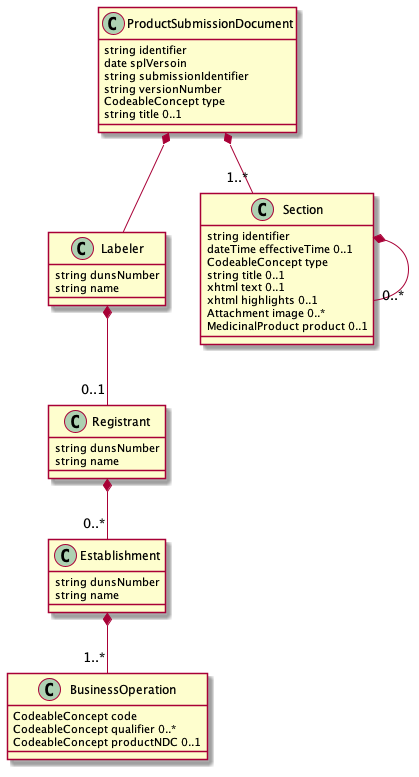 C ProductSubmissionDocument
string identifier
date splVersoin
string submissionIdentifier
string versionNumber
CodeableConcept type
string title 0..1
1..*
C Section
string identifier
dateTime effectiveTime 0..1
CodeableConcept type
string title 0..1
xhtml text 0..1
xhtml highlights 0..1
Attachment image 0..*
MedicinalProduct product 0..1
0..*
C Labeler
string dunsNumber
string name
0..1
C Registrant
string dunsNumber
string name
0..*
C Establishment
string dunsNumber
string name
1..*
C BusinessOperation
CodeableConcept code
CodeableConcept qualifier 0..*
CodeableConcept productNDC 0..1